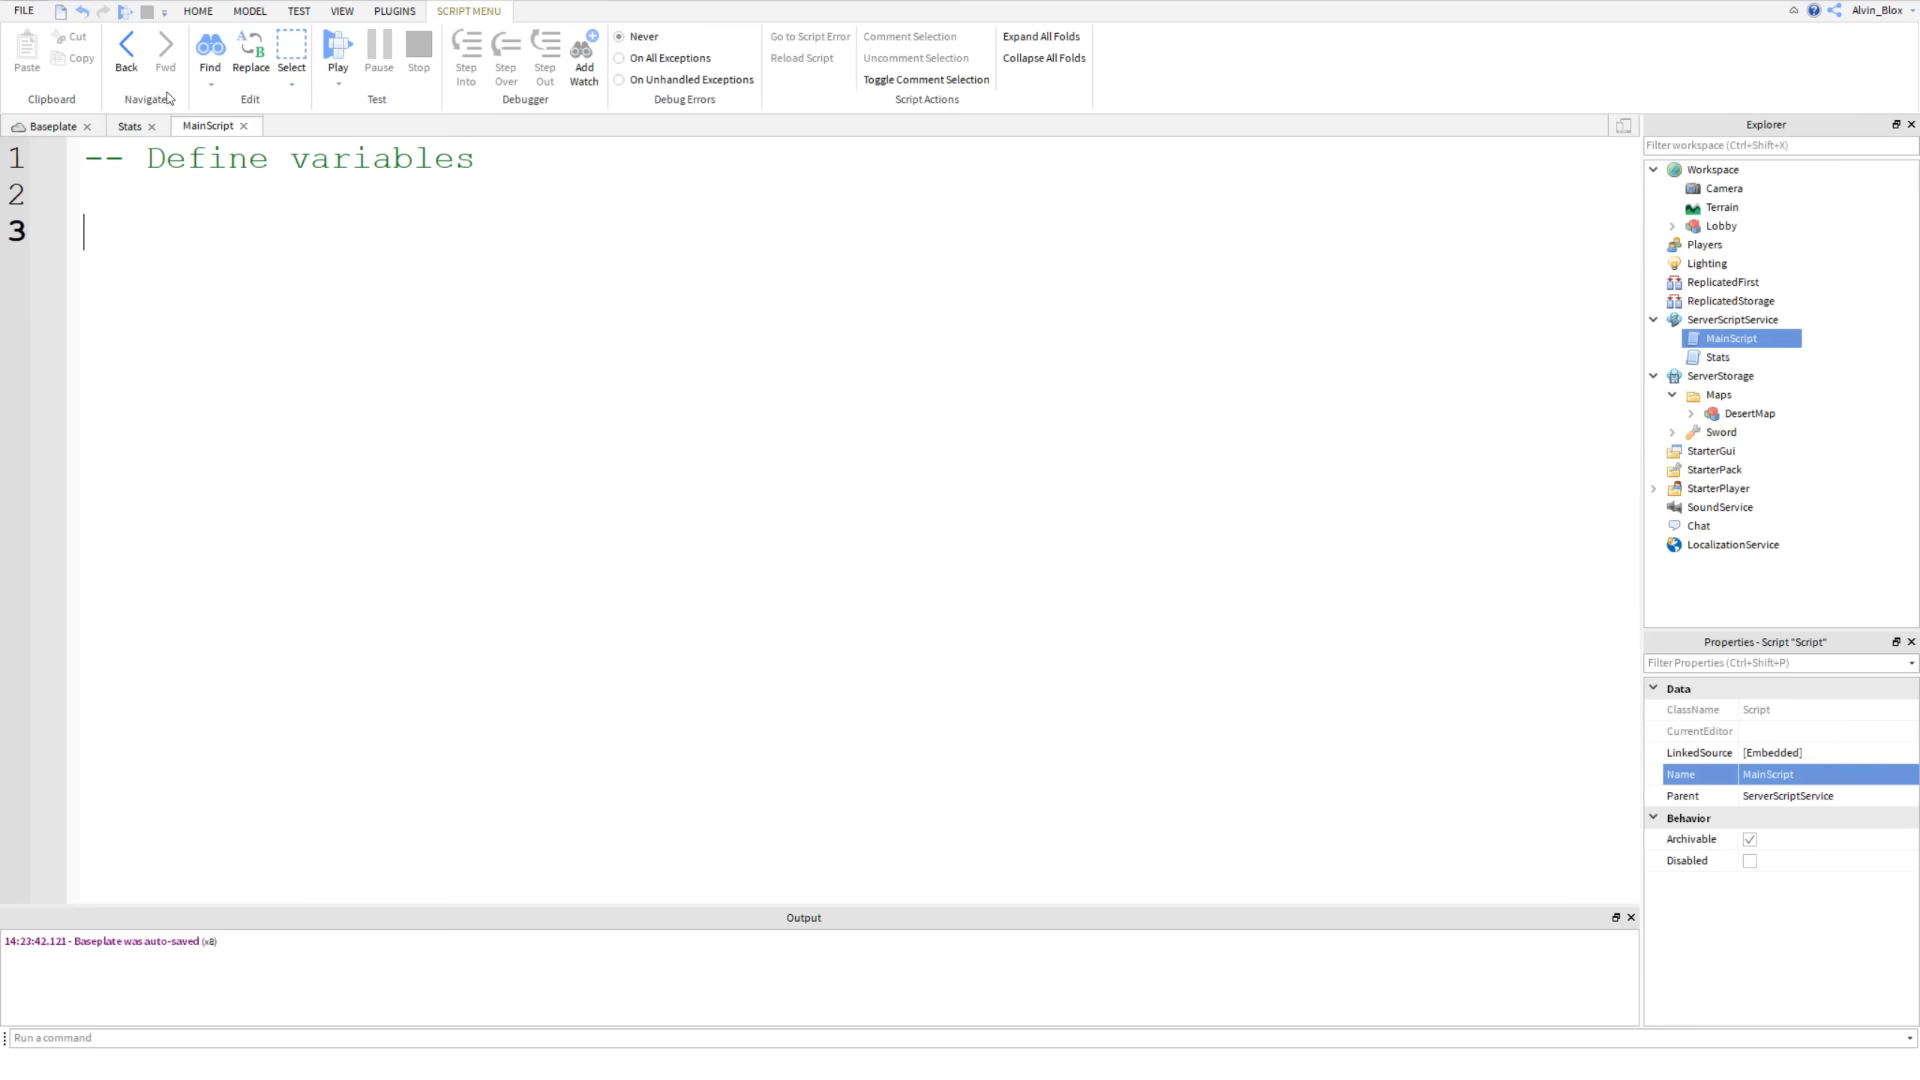 FILE HOME MODEL TEST VIEW PLUGINS SCRIPT MENU Alvin_Blox
Paste Cut Copy
Clipboard
Back Fwd
Navigate
Find Replace Select
Edit
Play Pause Stop
Test
Step Into Step Over Step Out Add Watch
Debugger
Never
On All Exceptions
On Unhandled Exceptions
Debug Errors
Go to Script Error Comment Selection
Reload Script Uncomment Selection
Toggle Comment Selection
Script Actions
Expand All Folds
Collapse All Folds
Baseplate Stats MainScript
1 -- Define variables
2
3
Explorer
Filter workspace (Ctrl+Shift+X)
Workspace
Camera
Terrain
Lobby
Players
Lighting
ReplicatedFirst
ReplicatedStorage
ServerScriptService
MainScript
Stats
ServerStorage
Maps
DesertMap
Sword
StarterGui
StarterPack
StarterPlayer
SoundService
Chat
LocalizationService
Properties - Script "Script"
Filter Properties (Ctrl+Shift+P)
Data
ClassName Script
CurrentEditor
LinkedSource [Embedded]
Name MainScript
Parent ServerScriptService
Behavior
Archivable
Disabled
Output
14:23:42.121 - Baseplate was auto-saved (x8)
Run a command